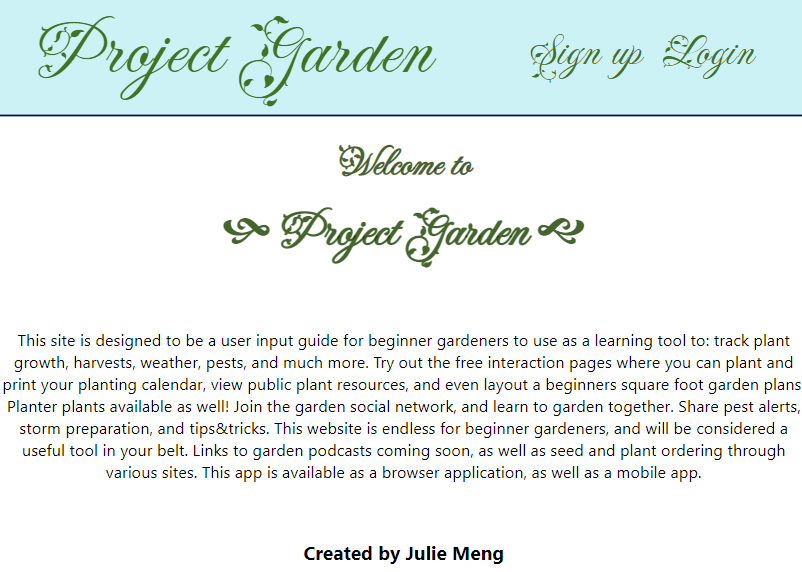 Project Garden
Sign up Login
Welcome to
Project Garden
This site is designed to be a user input guide for beginner gardeners to use as a learning tool to: track plant
growth, harvests, weather, pests, and much more. Try out the free interaction pages where you can plant and
print your planting calendar, view public plant resources, and even layout a beginners square foot garden plans
Planter plants available as well! Join the garden social network, and learn to garden together. Share pest alerts,
storm preparation, and tips&tricks. This website is endless for beginner gardeners, and will be considered a
useful tool in your belt. Links to garden podcasts coming soon, as well as seed and plant ordering through
various sites. This app is available as a browser application, as well as a mobile app.
Created by Julie Meng